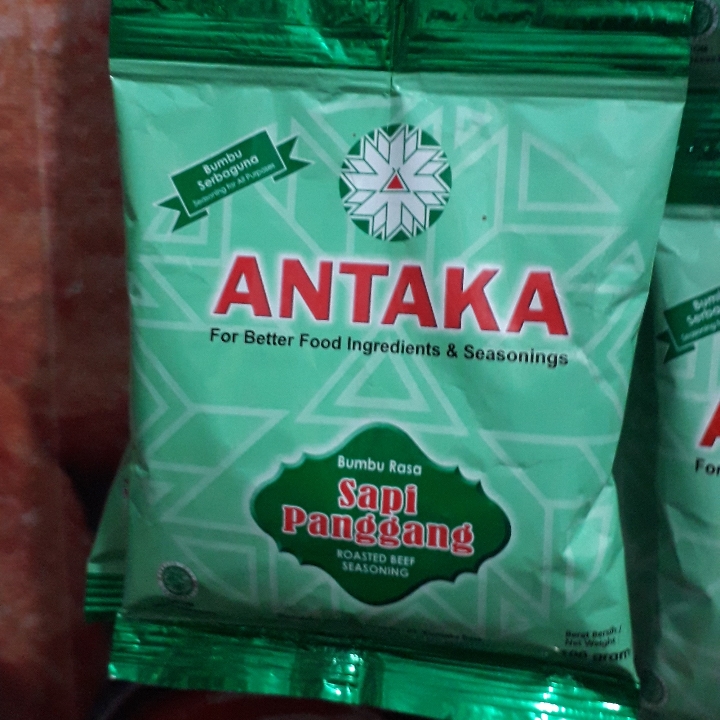 Bumbu
Serbaguna
Seasoning for All Purposes
ANTAKA
For Better Food Ingredients & Seasonings
Bumbu Rasa
Sapi
Panggang
ROASTED BEEF
SEASONING
Berat Bersih /
Net Weight :
gram